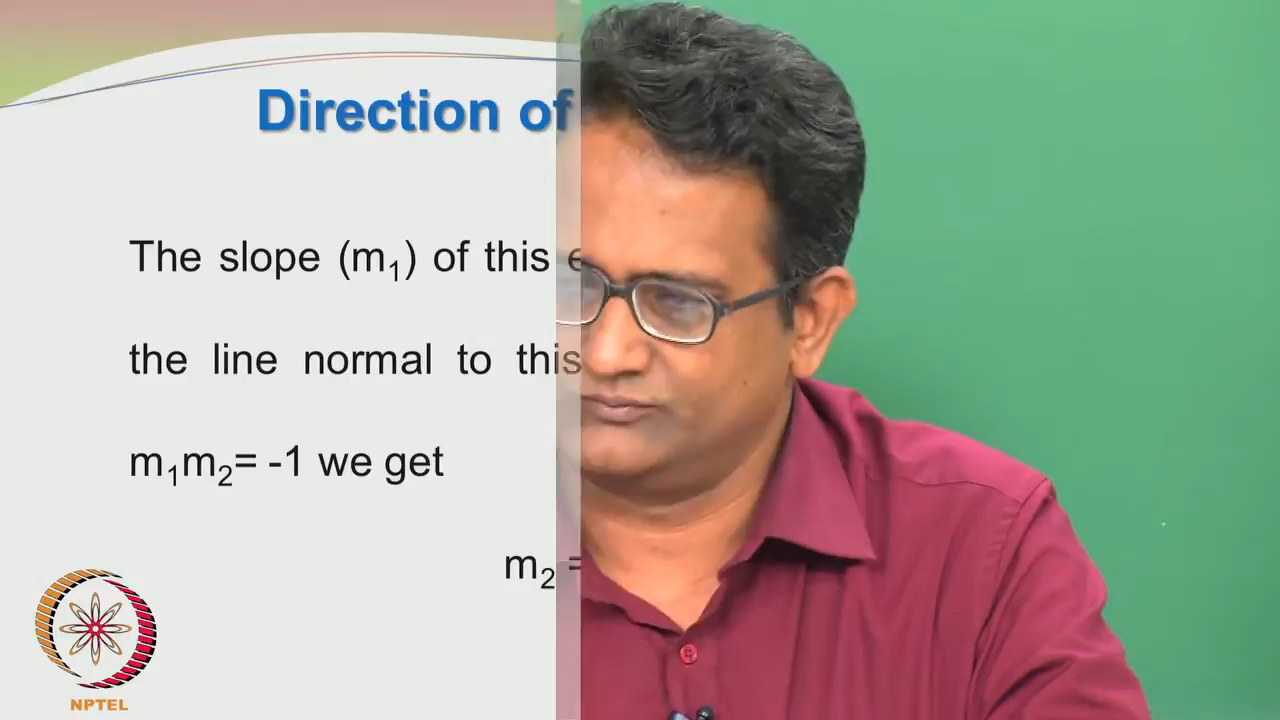 Direction of
The slope (m₁) of this
the line normal to this
m₁m₂= -1 we get
m₂ =
NPTEL